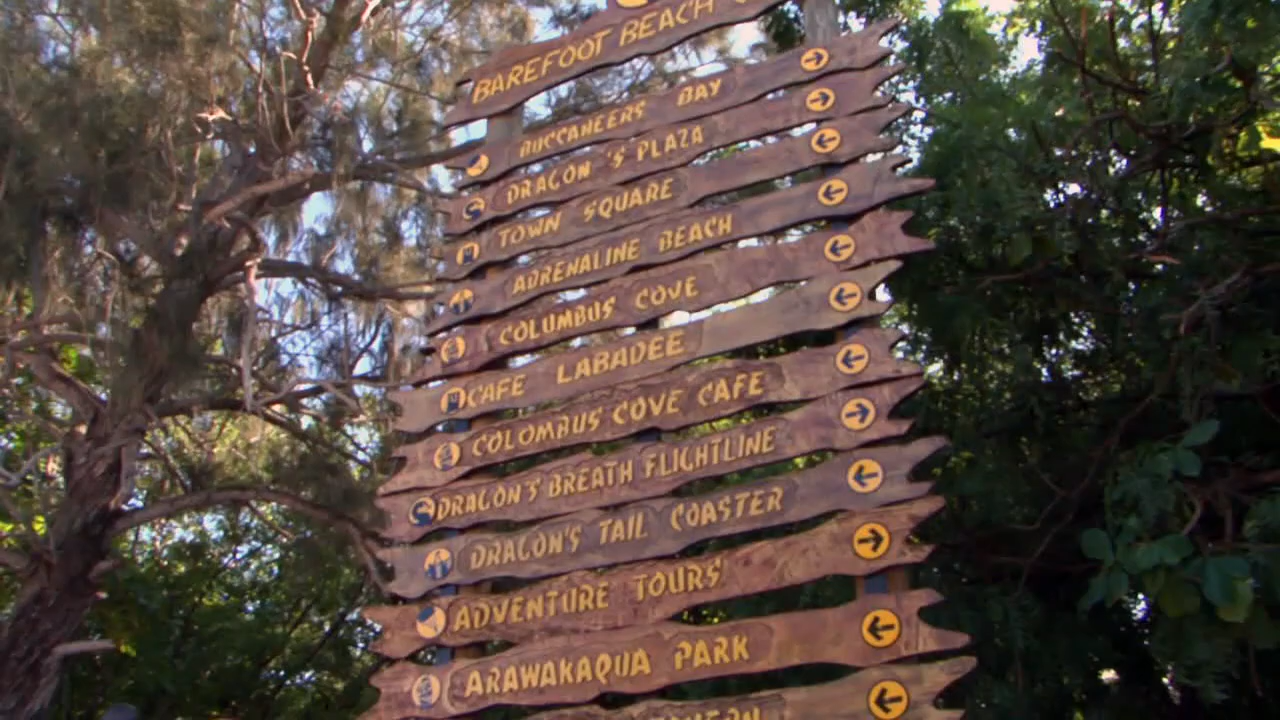 BAREFOOT BEACH
BUCCANEERS BAY
DRAGON'S PLAZA
TOWN SQUARE
ADRENALINE BEACH
COLUMBUS COVE
CAFE LABADEE
COLOMBUS COVE CAFE
DRAGON'S BREATH FLIGHTLINE
DRAGON'S TAIL COASTER
ADVENTURE TOURS
ARAWAKAQUA PARK